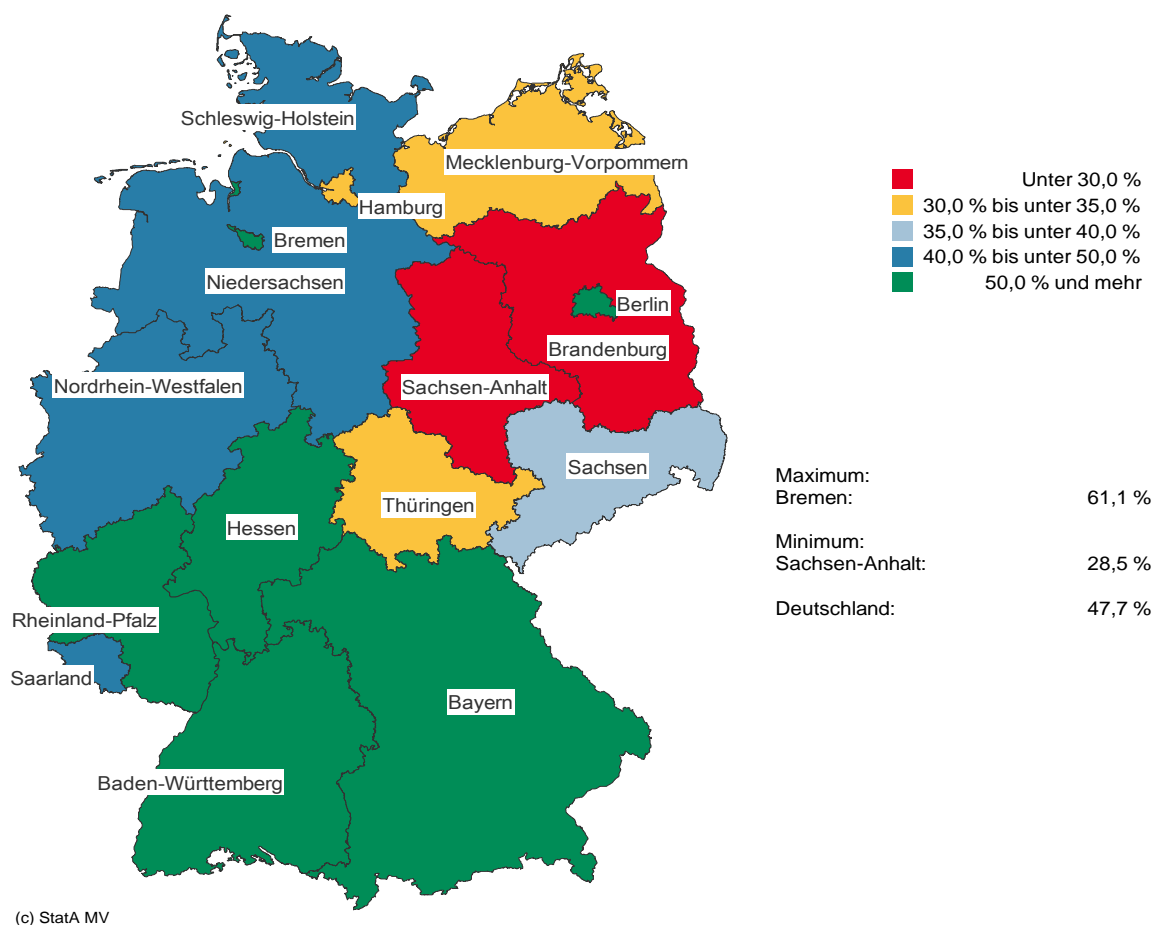 Schleswig-Holstein
Mecklenburg-Vorpommern
Hamburg
Bremen
Niedersachsen
Berlin
Brandenburg
Nordrhein-Westfalen
Sachsen-Anhalt
Sachsen
Thüringen
Hessen
Rheinland-Pfalz
Saarland
Bayern
Baden-Württemberg
Unter 30,0 %
30,0 % bis unter 35,0 %
35,0 % bis unter 40,0 %
40,0 % bis unter 50,0 %
50,0 % und mehr
Maximum:
Bremen: 61,1 %
Minimum:
Sachsen-Anhalt: 28,5 %
Deutschland: 47,7 %
(c) StatA MV